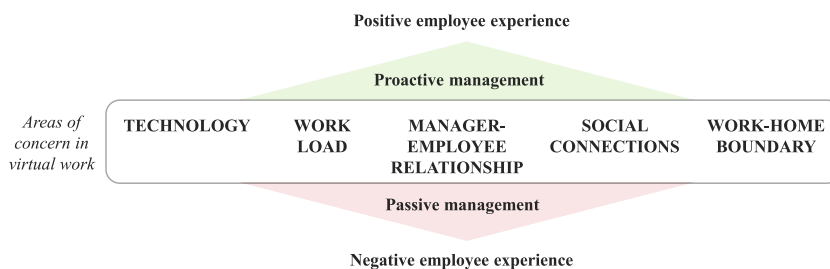 Positive employee experience
Proactive management
Areas of
concern in
virtual work
TECHNOLOGY
WORK
LOAD
MANAGER-
EMPLOYEE
RELATIONSHIP
SOCIAL
CONNECTIONS
WORK-HOME
BOUNDARY
Passive management
Negative employee experience